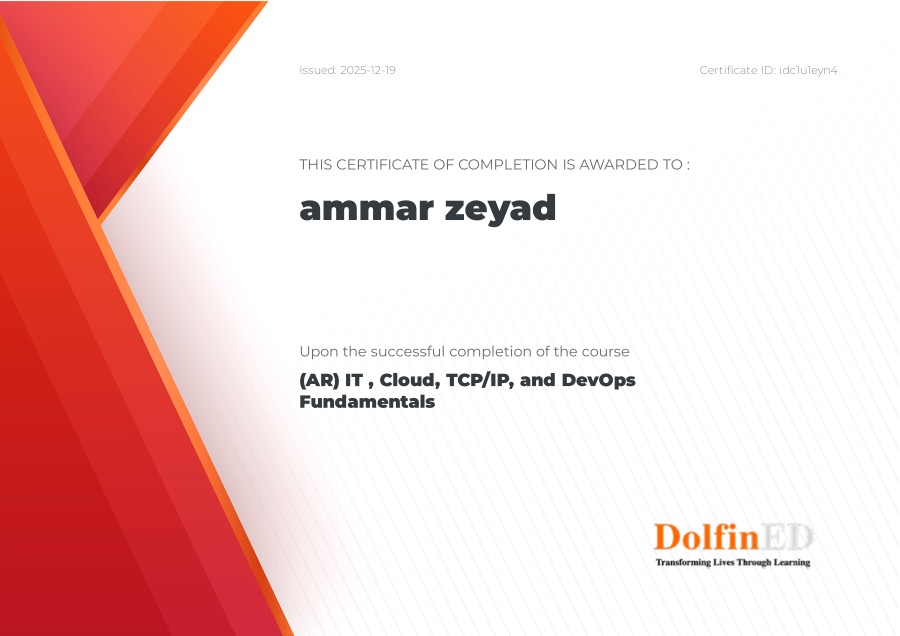 Issued: 2025-12-19
Certificate ID: idc1u1eyn4
THIS CERTIFICATE OF COMPLETION IS AWARDED TO :
ammar zeyad
Upon the successful completion of the course
(AR) IT , Cloud, TCP/IP, and DevOps
Fundamentals
DolfinED
Transforming Lives Through Learning